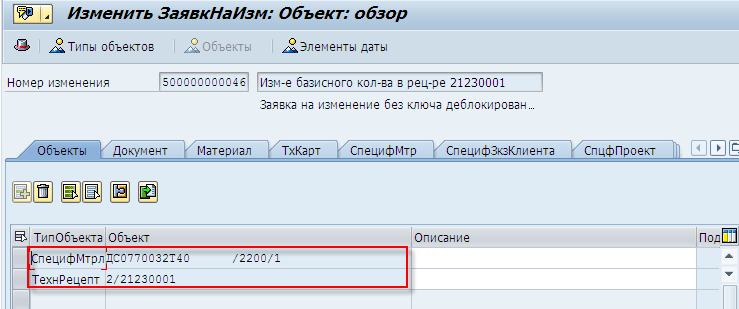 Изменить ЗаявкНаИзм: Объект: обзор
Типы объектов Объекты Элементы даты
Номер изменения 500000000046 Изм-е базисного кол-ва в рец-ре 21230001
Заявка на изменение без ключа деблокирован…
Объекты Документ Материал ТхКарт СпецифМтр СпецифЗкзКлиента СпцфПроект
ТипОбъекта Объект Описание Под
СпецифМтрл ДС0770032Т40 /2200/1
ТехнРецепт 2/21230001